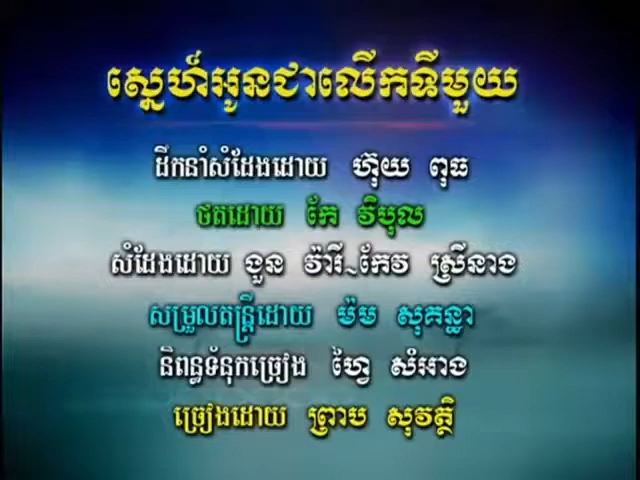 ស្នេហ៍អូនជាលើកទីមួយ
ដឹកនាំសំដែងដោយ ហ៊ុយ ពុធ
ថតដោយ កែ វិបុល
សំដែងដោយ ងួន វ៉ារី~កែវ ស្រីនាង
សម្រួលតន្ត្រីដោយ ម៉ម សុគន្ធា
និពន្ធទំនុកច្រៀង ហ្វៃ សំអាង
ច្រៀងដោយ ព្រាប សុវត្ថិ